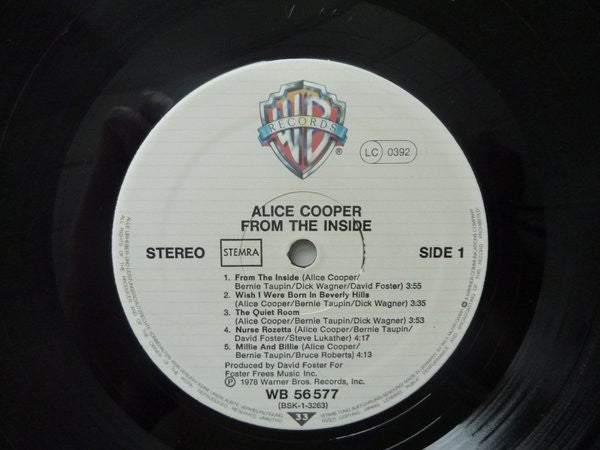 WB
RECORDS
®
LC 0392
ALICE COOPER
FROM THE INSIDE
STEREO STEMRA SIDE 1
1. From The Inside (Alice Cooper/
Bernie Taupin/Dick Wagner/David Foster) 3:55
2. Wish I Were Born In Beverly Hills
(Alice Cooper/Bernie Taupin/Dick Wagner) 3:35
3. The Quiet Room
(Alice Cooper/Bernie Taupin/Dick Wagner) 3:53
4. Nurse Rozetta (Alice Cooper/Bernie Taupin/
David Foster/Steve Lukather) 4:17
5. Millie And Billie (Alice Cooper/
Bernie Taupin/Bruce Roberts) 4:13
Produced by David Foster For
Foster Frees Music Inc.
Ⓟ 1978 Warner Bros. Records, Inc.
WB 56 577
(BSK-1-3263)
33